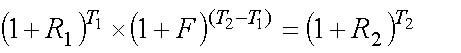 (1+R₁)^T₁ × (1+F)^(T₂−T₁) = (1+R₂)^T₂